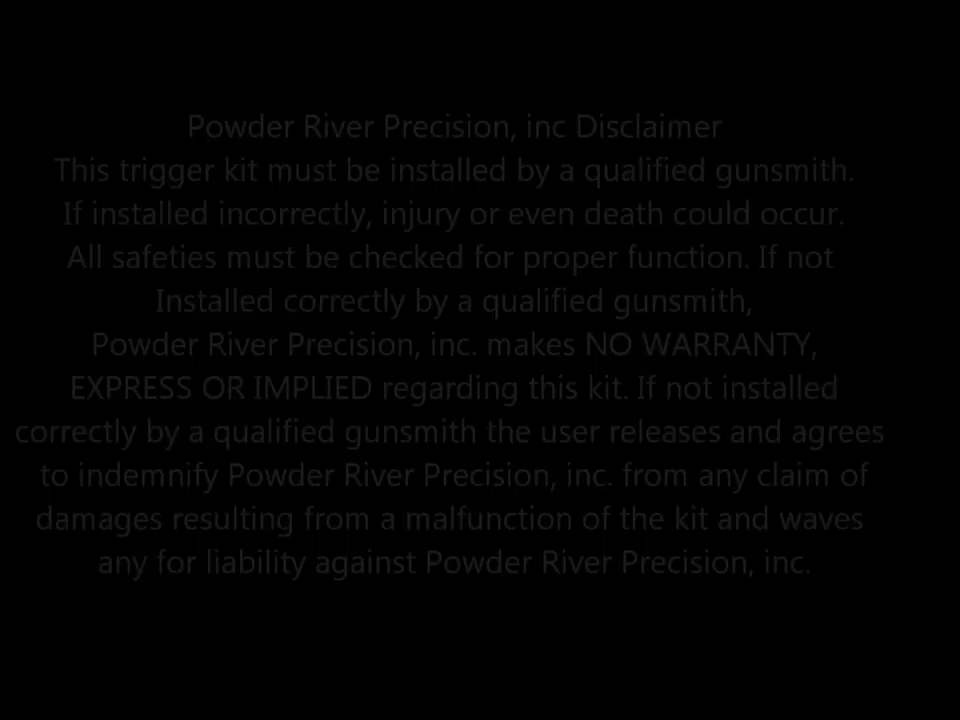 Powder River Precision, inc Disclaimer
This trigger kit must be installed by a qualified gunsmith.
If installed incorrectly, injury or even death could occur.
All safeties must be checked for proper function. If not
Installed correctly by a qualified gunsmith,
Powder River Precision, inc. makes NO WARRANTY,
EXPRESS OR IMPLIED regarding this kit. If not installed
correctly by a qualified gunsmith the user releases and agrees
to indemnify Powder River Precision, inc. from any claim of
damages resulting from a malfunction of the kit and waves
any for liability against Powder River Precision, inc.